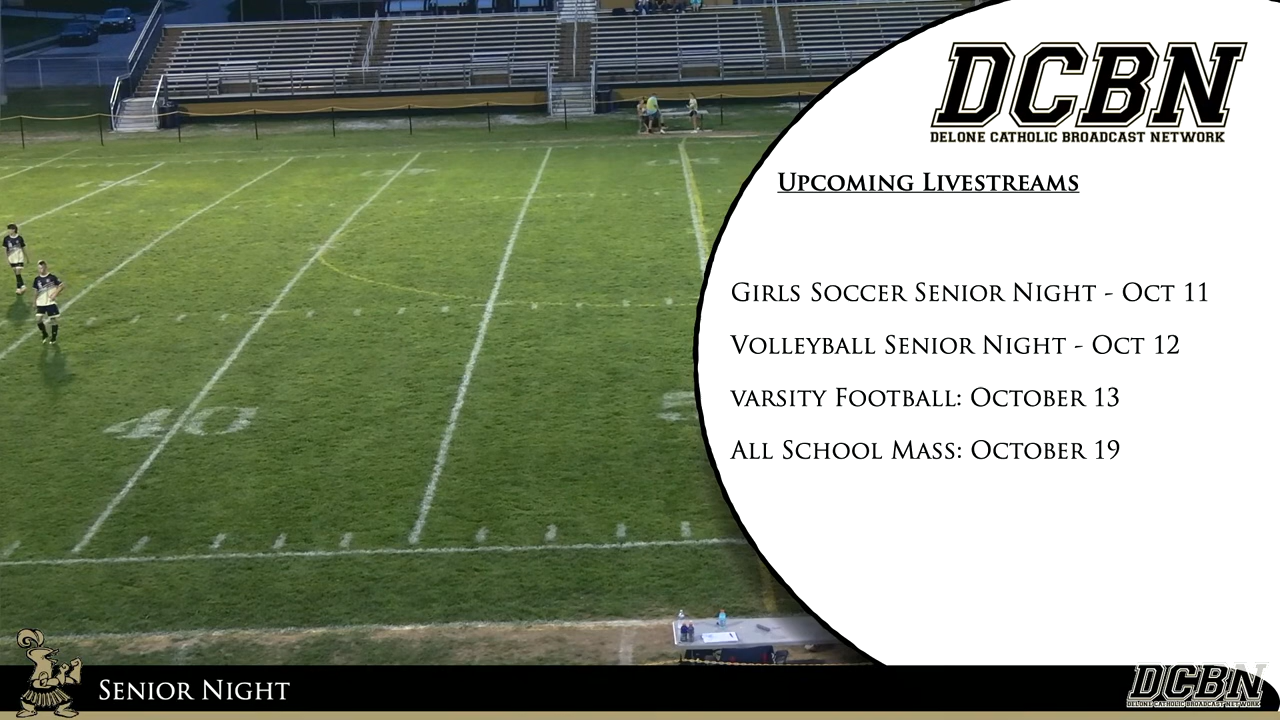 DCBN
DELONE CATHOLIC BROADCAST NETWORK
Upcoming Livestreams
Girls Soccer Senior Night - Oct 11
Volleyball Senior Night - Oct 12
varsity Football: October 13
All School Mass: October 19
40
Senior Night
DCBN
DELONE CATHOLIC BROADCAST NETWORK